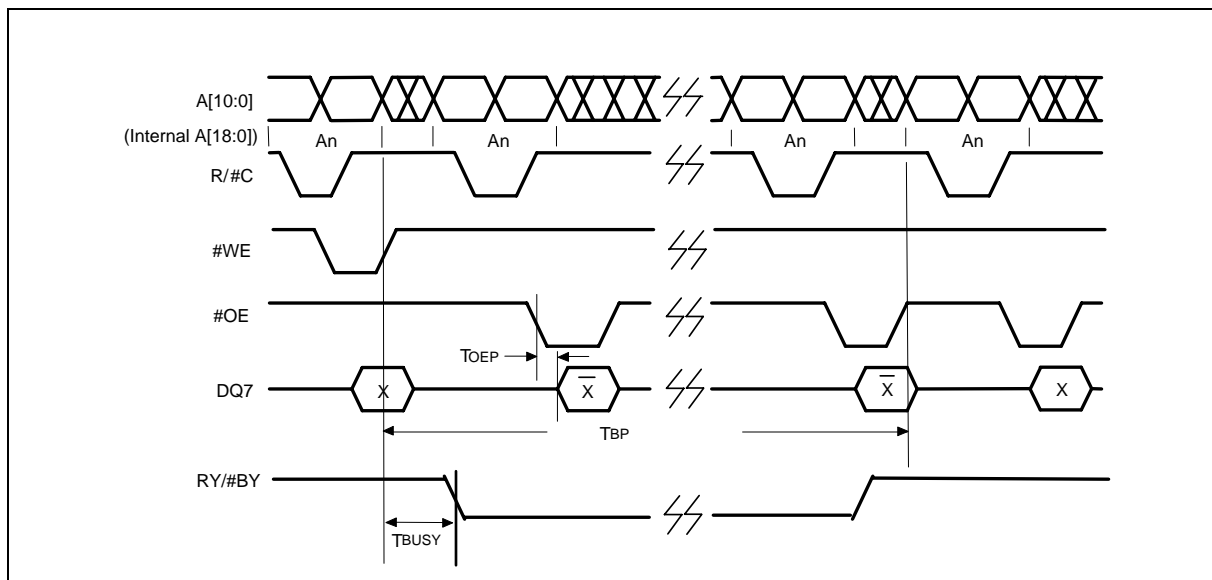 A[10:0]
(Internal A[18:0])
An An An An
R/#C
#WE
#OE
TOEP
DQ7 X X̅ X̅ X
TBP
RY/#BY
TBUSY